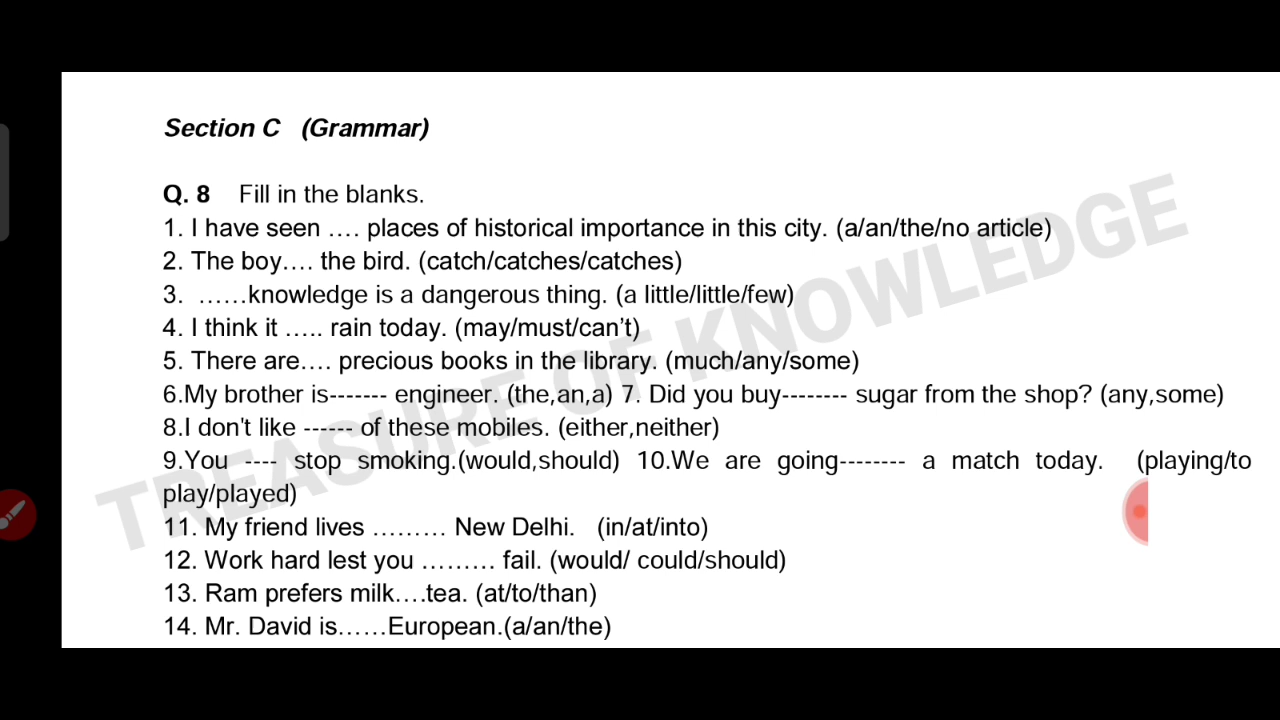 Section C (Grammar)
Q. 8 Fill in the blanks.
1. I have seen …. places of historical importance in this city. (a/an/the/no article)
2. The boy…. the bird. (catch/catches/catches)
3. ……knowledge is a dangerous thing. (a little/little/few)
4. I think it ….. rain today. (may/must/can’t)
5. There are…. precious books in the library. (much/any/some)
6.My brother is------- engineer. (the,an,a) 7. Did you buy-------- sugar from the shop? (any,some)
8.I don't like ------ of these mobiles. (either,neither)
9.You ---- stop smoking.(would,should) 10.We are going-------- a match today. (playing/to
play/played)
11. My friend lives ……… New Delhi. (in/at/into)
12. Work hard lest you ……… fail. (would/ could/should)
13. Ram prefers milk….tea. (at/to/than)
14. Mr. David is……European.(a/an/the)
TREASURE OF KNOWLEDGE